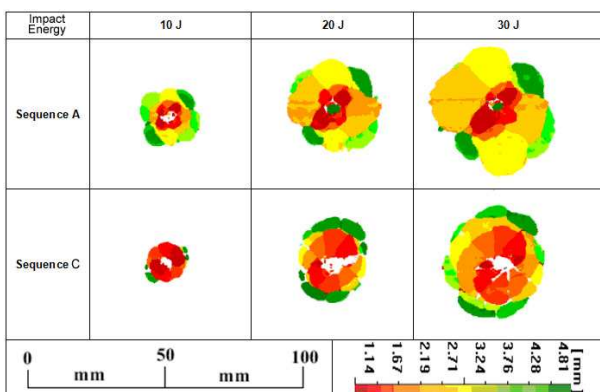 Impact
Energy
10 J
20 J
30 J
Sequence A
Sequence C
0
50
100
mm
mm
1.14
1.67
2.19
2.71
3.24
3.76
4.28
4.81
[mm]